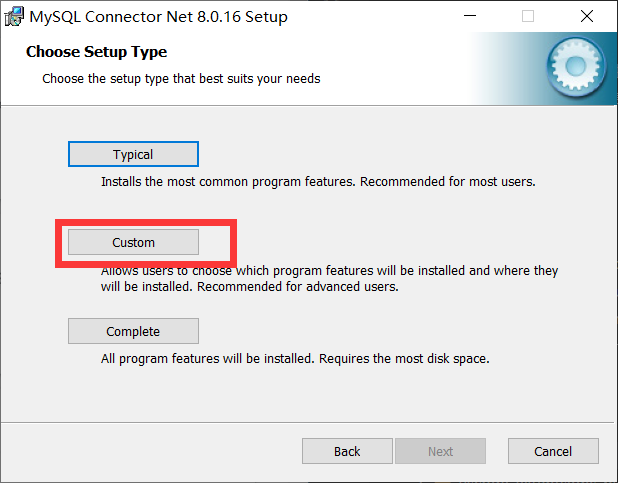 MySQL Connector Net 8.0.16 Setup
Choose Setup Type
Choose the setup type that best suits your needs
Typical
Installs the most common program features. Recommended for most users.
Custom
Allows users to choose which program features will be installed and where they
will be installed. Recommended for advanced users.
Complete
All program features will be installed. Requires the most disk space.
Back
Next
Cancel